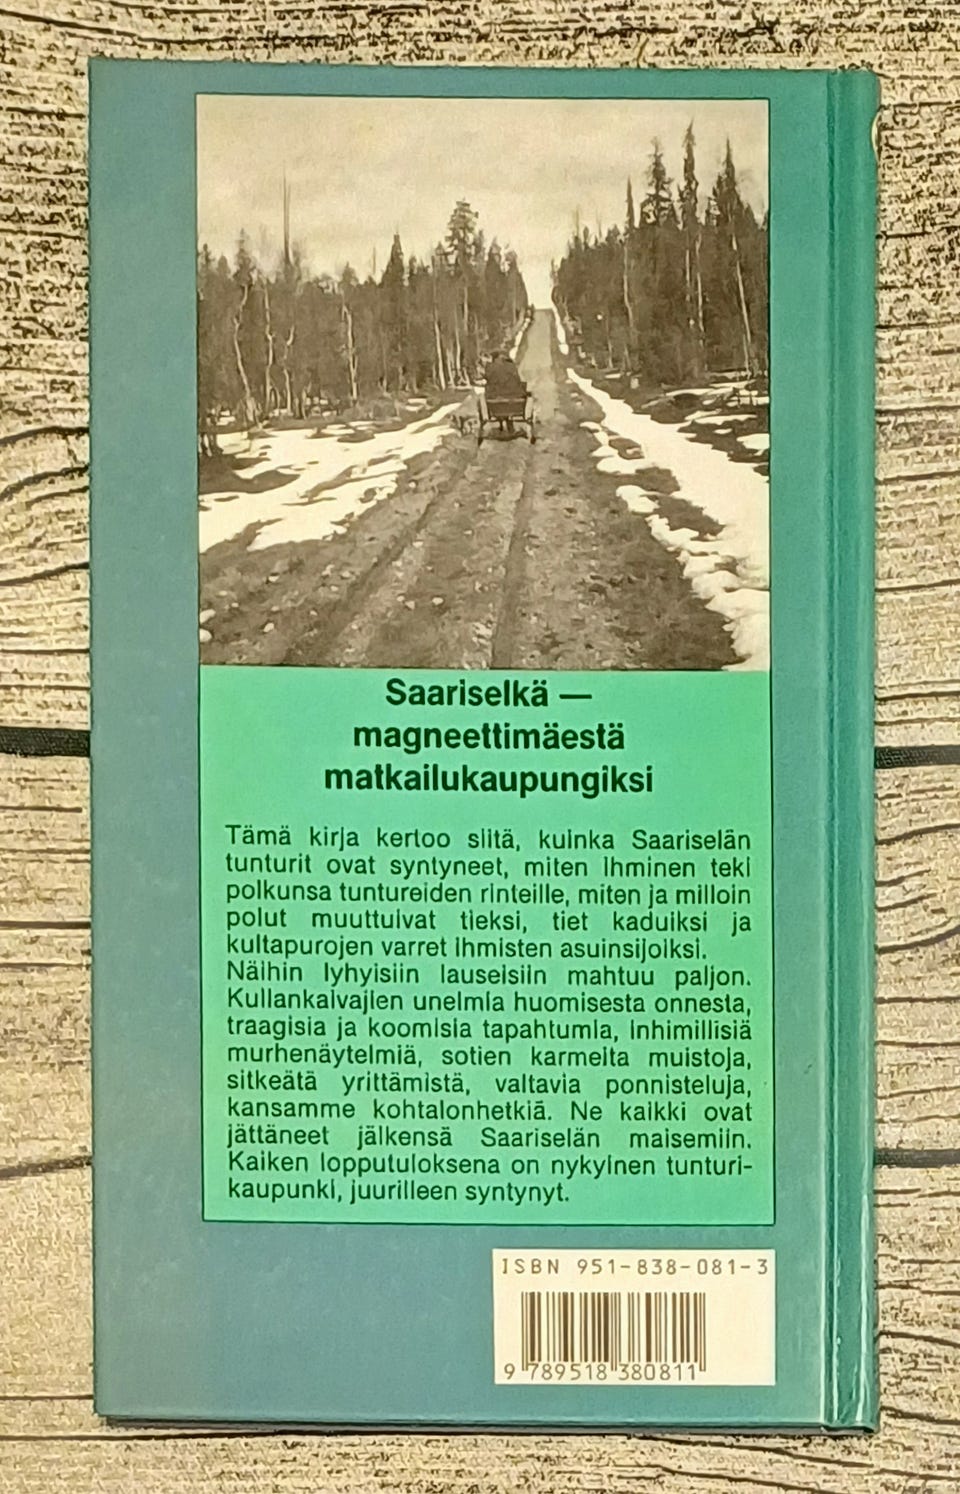 Saariselkä —
magneettimäestä
matkailukaupungiksi
Tämä kirja kertoo siitä, kuinka Saariselän
tunturit ovat syntyneet, miten ihminen teki
polkunsa tuntureiden rinteille, miten ja milloin
polut muuttuivat tieksi, tiet kaduiksi ja
kultapurojen varret ihmisten asuinsijoiksi.
Näihin lyhyisiin lauseisiin mahtuu paljon.
Kullankaivajien unelmia huomisesta onnesta,
traagisia ja koomisia tapahtumia, inhimillisiä
murhenäytelmiä, sotien karmeita muistoja,
sitkeätä yrittämistä, valtavia ponnisteluja,
kansamme kohtalonhetkiä. Ne kaikki ovat
jättäneet jälkensä Saariselän maisemiin.
Kaiken lopputuloksena on nykyinen tunturi-
kaupunki, juurilleen syntynyt.
ISBN 951-838-081-3
9 789518 380811